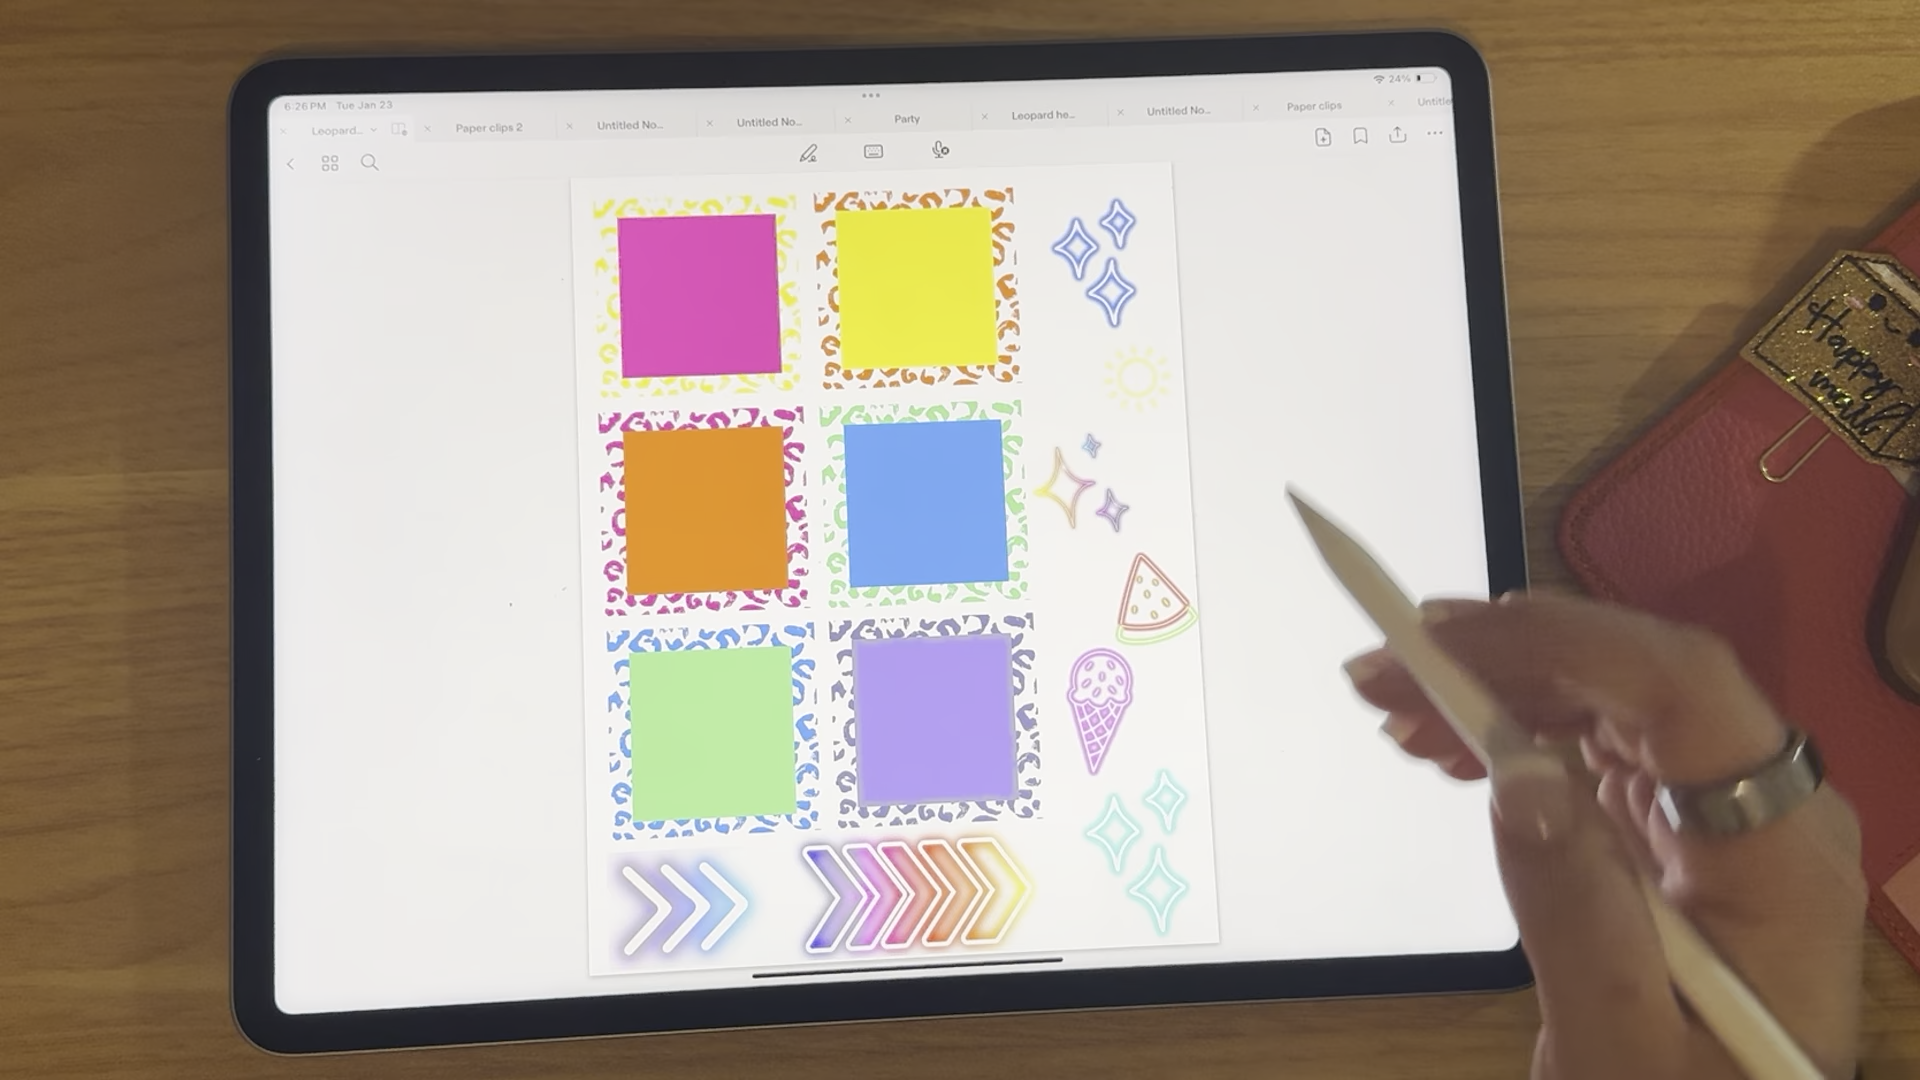 6:26 PM Tue Jan 23
24%
Leopard...
Paper clips 2
Untitled No...
Untitled No...
Party
Leopard he...
Untitled No...
Paper clips
Untitle
Happy
mail